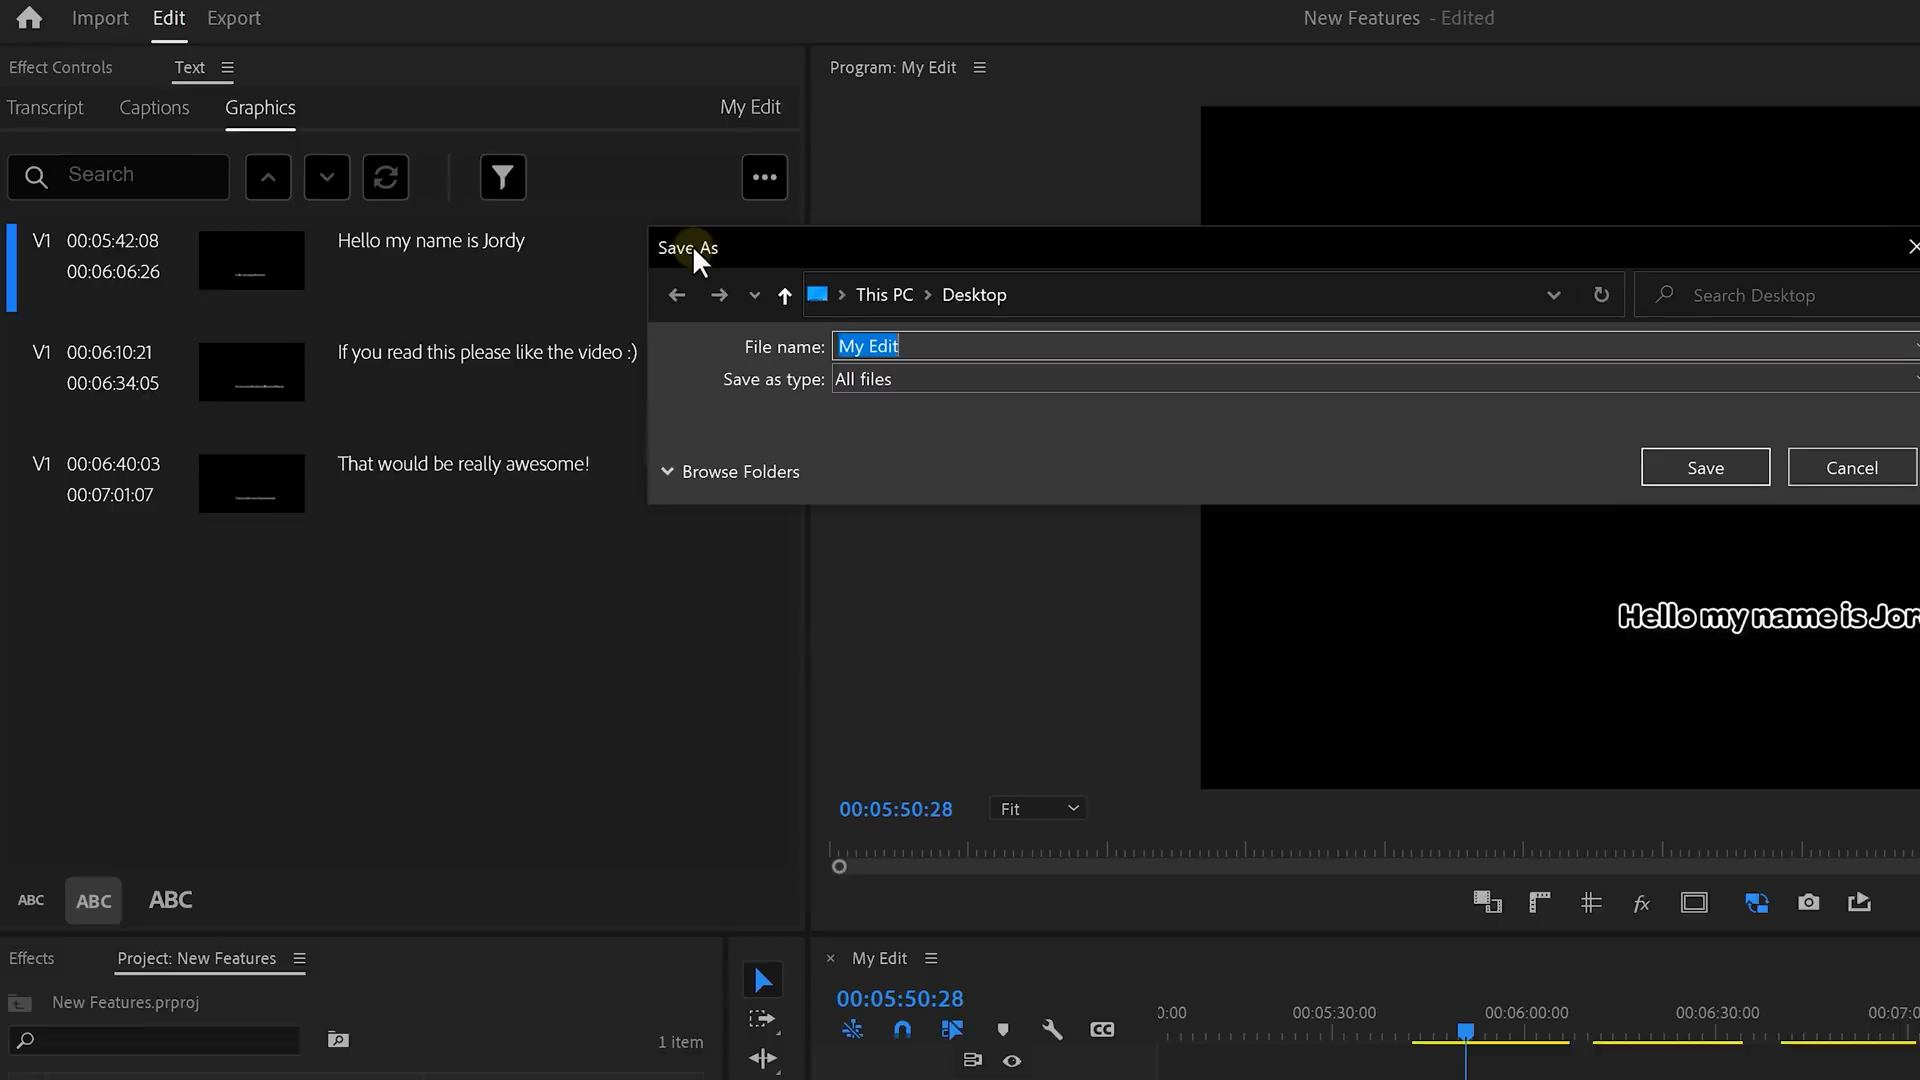 Import Edit Export
New Features - Edited
Effect Controls Text
Program: My Edit
Transcript Captions Graphics My Edit
Search
V1 00:05:42:08 Hello my name is Jordy
00:06:06:26
V1 00:06:10:21 If you read this please like the video :)
00:06:34:05
V1 00:06:40:03 That would be really awesome!
00:07:01:07
Save As
This PC > Desktop
Search Desktop
File name: My Edit
Save as type: All files
Browse Folders
Save Cancel
Hello my name is Jor
00:05:50:28 Fit
ABC ABC ABC
fx
Effects Project: New Features
New Features.prproj
1 item
× My Edit
00:05:50:28
0:00 00:05:30:00 00:06:00:00 00:06:30:00 00:07:0
CC